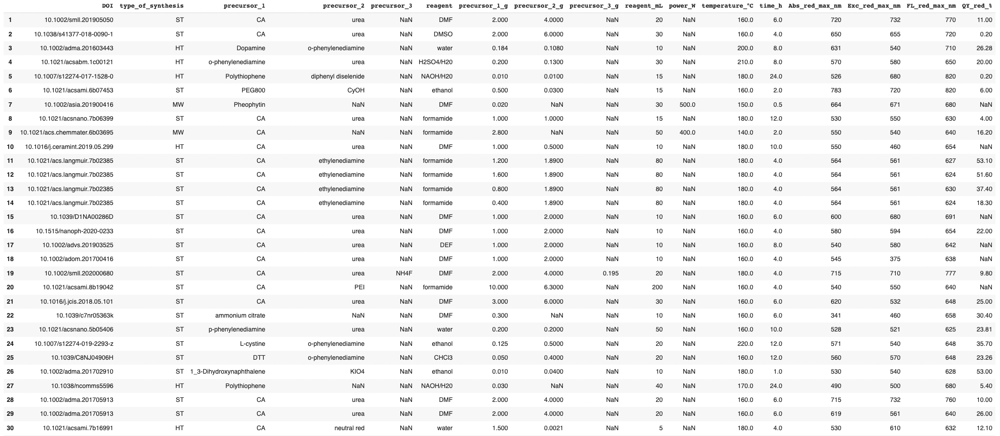 DOI type_of_synthesis precursor_1 precursor_2 precursor_3 reagent precursor_1_g precursor_2_g precursor_3_g reagent_mL power_W temperature_°C time_h Abs_red_max_nm Exc_red_max_nm FL_red_max_nm QY_red_%
1 10.1002/smll.201905050 ST CA urea NaN DMF 2.000 4.0000 NaN 20 NaN 160.0 6.0 720 732 770 11.00
2 10.1038/s41377-018-0090-1 ST CA urea NaN DMSO 2.000 6.0000 NaN 30 NaN 160.0 4.0 650 655 720 0.20
3 10.1002/adma.201603443 HT Dopamine o-phenylenediamine NaN water 0.184 0.1080 NaN 10 NaN 200.0 8.0 631 540 710 26.28
4 10.1021/acsabm.1c00121 HT o-phenylenediamine urea NaN H2SO4/H20 0.200 0.1300 NaN 30 NaN 210.0 8.0 570 580 650 20.00
5 10.1007/s12274-017-1528-0 HT Polythiophene diphenyl diselenide NaN NAOH/H20 0.010 0.0100 NaN 15 NaN 180.0 24.0 526 680 820 0.20
6 10.1021/acsami.6b07453 ST PEG800 CyOH NaN ethanol 0.500 0.0300 NaN 15 NaN 160.0 2.0 783 720 820 6.00
7 10.1002/asia.201900416 MW Pheophytin NaN NaN DMF 0.020 NaN NaN 30 500.0 150.0 0.5 664 671 680 NaN
8 10.1021/acsnano.7b06399 ST CA urea NaN formamide 1.000 1.0000 NaN 15 NaN 180.0 12.0 530 550 630 4.00
9 10.1021/acs.chemmater.6b03695 MW CA NaN NaN formamide 2.800 NaN NaN 50 400.0 140.0 2.0 550 540 640 16.20
10 10.1016/j.ceramint.2019.05.299 HT CA urea NaN DMF 1.000 0.5000 NaN 10 NaN 180.0 10.0 550 460 654 NaN
11 10.1021/acs.langmuir.7b02385 ST CA ethylenediamine NaN formamide 1.200 1.8900 NaN 80 NaN 180.0 4.0 564 561 627 53.10
12 10.1021/acs.langmuir.7b02385 ST CA ethylenediamine NaN formamide 1.600 1.8900 NaN 80 NaN 180.0 4.0 564 561 624 51.60
13 10.1021/acs.langmuir.7b02385 ST CA ethylenediamine NaN formamide 0.800 1.8900 NaN 80 NaN 180.0 4.0 564 561 630 37.40
14 10.1021/acs.langmuir.7b02385 ST CA ethylenediamine NaN formamide 0.400 1.8900 NaN 80 NaN 180.0 4.0 564 561 624 18.30
15 10.1039/D1NA00286D ST CA urea NaN DMF 1.000 2.0000 NaN 10 NaN 160.0 6.0 600 680 691 NaN
16 10.1515/nanoph-2020-0233 ST CA urea NaN DMF 1.000 2.0000 NaN 10 NaN 160.0 4.0 580 594 654 22.00
17 10.1002/advs.201903525 ST CA urea NaN DEF 1.000 2.0000 NaN 10 NaN 160.0 8.0 540 580 642 NaN
18 10.1002/adom.201700416 ST CA urea NaN DMF 1.000 2.0000 NaN 10 NaN 160.0 4.0 545 375 638 NaN
19 10.1002/smll.202000680 ST CA urea NH4F DMF 2.000 4.0000 0.195 20 NaN 180.0 4.0 715 710 777 9.80
20 10.1021/acsami.8b19042 ST CA PEI NaN formamide 10.000 6.3000 NaN 200 NaN 160.0 4.0 540 550 640 NaN
21 10.1016/j.jcis.2018.05.101 ST CA urea NaN DMF 3.000 6.0000 NaN 30 NaN 160.0 6.0 620 532 648 25.00
22 10.1039/c7nr05363k ST ammonium citrate NaN NaN DMF 0.300 NaN NaN 10 NaN 160.0 6.0 341 460 658 30.40
23 10.1021/acsnano.5b05406 ST p-phenylenediamine urea NaN water 0.200 0.2000 NaN 50 NaN 160.0 10.0 528 521 625 23.81
24 10.1007/s12274-019-2293-z ST L-cystine o-phenylenediamine NaN ethanol 0.125 0.5000 NaN 20 NaN 220.0 12.0 571 540 648 35.70
25 10.1039/C8NJ04906H ST DTT o-phenylenediamine NaN CHCl3 0.050 0.4000 NaN 20 NaN 160.0 12.0 560 570 648 23.26
26 10.1002/adma.201702910 ST 1_3-Dihydroxynaphthalene KIO4 NaN ethanol 0.010 0.0400 NaN 10 NaN 180.0 1.0 530 540 628 53.00
27 10.1038/ncomms5596 HT Polythiophene NaN NaN NAOH/H20 0.030 NaN NaN 40 NaN 170.0 24.0 490 500 680 5.40
28 10.1002/adma.201705913 ST CA urea NaN DMF 2.000 4.0000 NaN 20 NaN 160.0 6.0 715 732 760 10.00
29 10.1002/adma.201705913 ST CA urea NaN DMF 2.000 4.0000 NaN 20 NaN 160.0 6.0 619 561 640 26.00
30 10.1021/acsami.7b16991 HT CA neutral red NaN water 1.500 0.0021 NaN 5 NaN 180.0 4.0 530 610 632 12.10